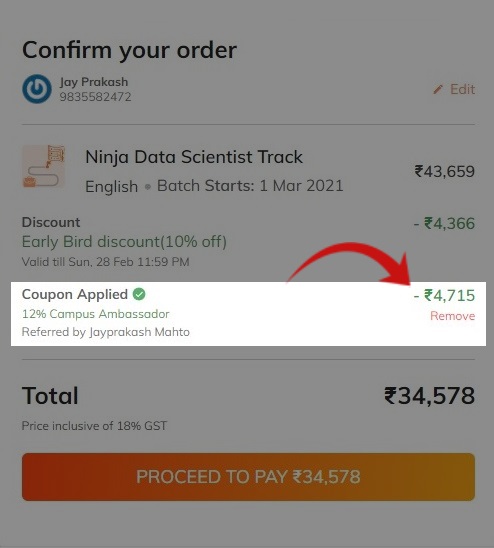 Confirm your order
Jay Prakash
9835582472
Edit
Ninja Data Scientist Track
English • Batch Starts: 1 Mar 2021
₹43,659
Discount
- ₹4,366
Early Bird discount(10% off)
Valid till Sun, 28 Feb 11:59 PM
Coupon Applied
- ₹4,715
12% Campus Ambassador
Remove
Referred by Jayprakash Mahto
Total
₹34,578
Price inclusive of 18% GST
PROCEED TO PAY ₹34,578